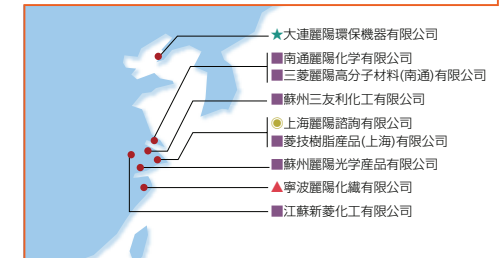 ★大連麗陽環保機器有限公司
■南通麗陽化学有限公司
■三菱麗陽高分子材料(南通)有限公司
■蘇州三友利化工有限公司
◉上海麗陽諮詢有限公司
■菱技樹脂産品(上海)有限公司
■蘇州麗陽光学産品有限公司
▲寧波麗陽化繊有限公司
■江蘇新菱化工有限公司